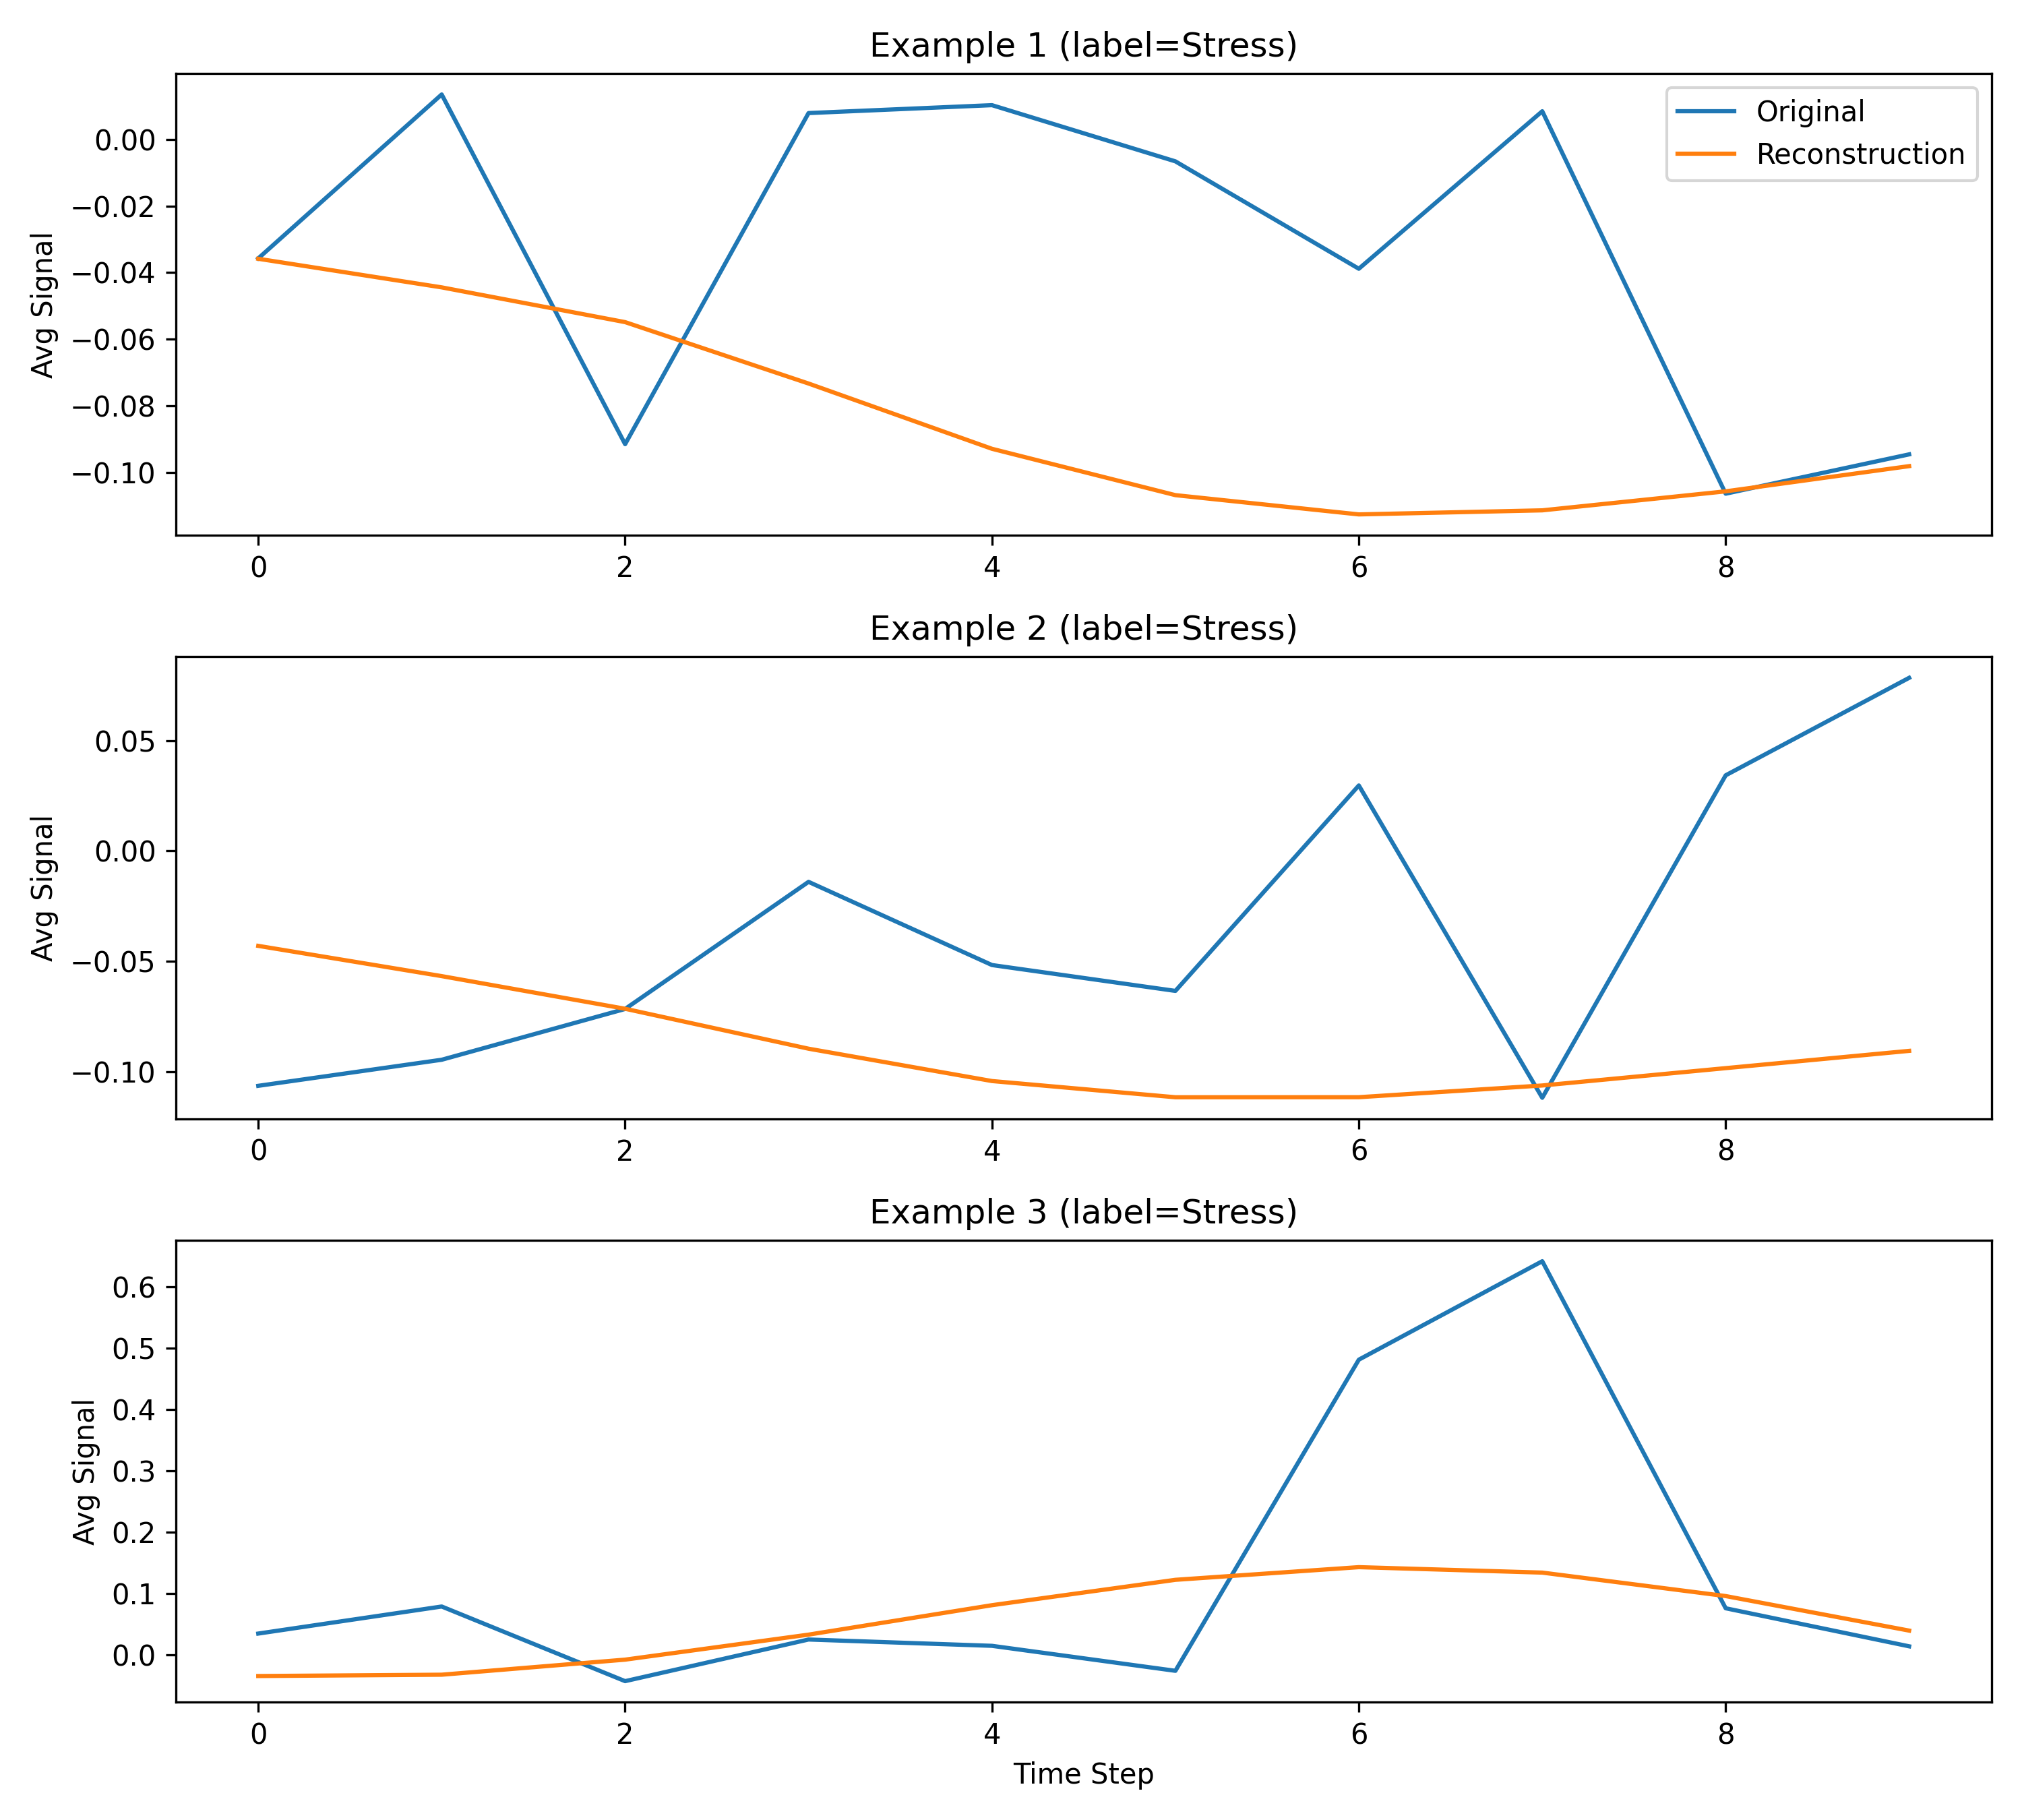 Example 1 (label=Stress)
Original
Reconstruction
Avg Signal
0.00
−0.02
−0.04
−0.06
−0.08
−0.10
0 2 4 6 8
Example 2 (label=Stress)
Avg Signal
0.05
0.00
−0.05
−0.10
0 2 4 6 8
Example 3 (label=Stress)
Avg Signal
0.6
0.5
0.4
0.3
0.2
0.1
0.0
0 2 4 6 8
Time Step